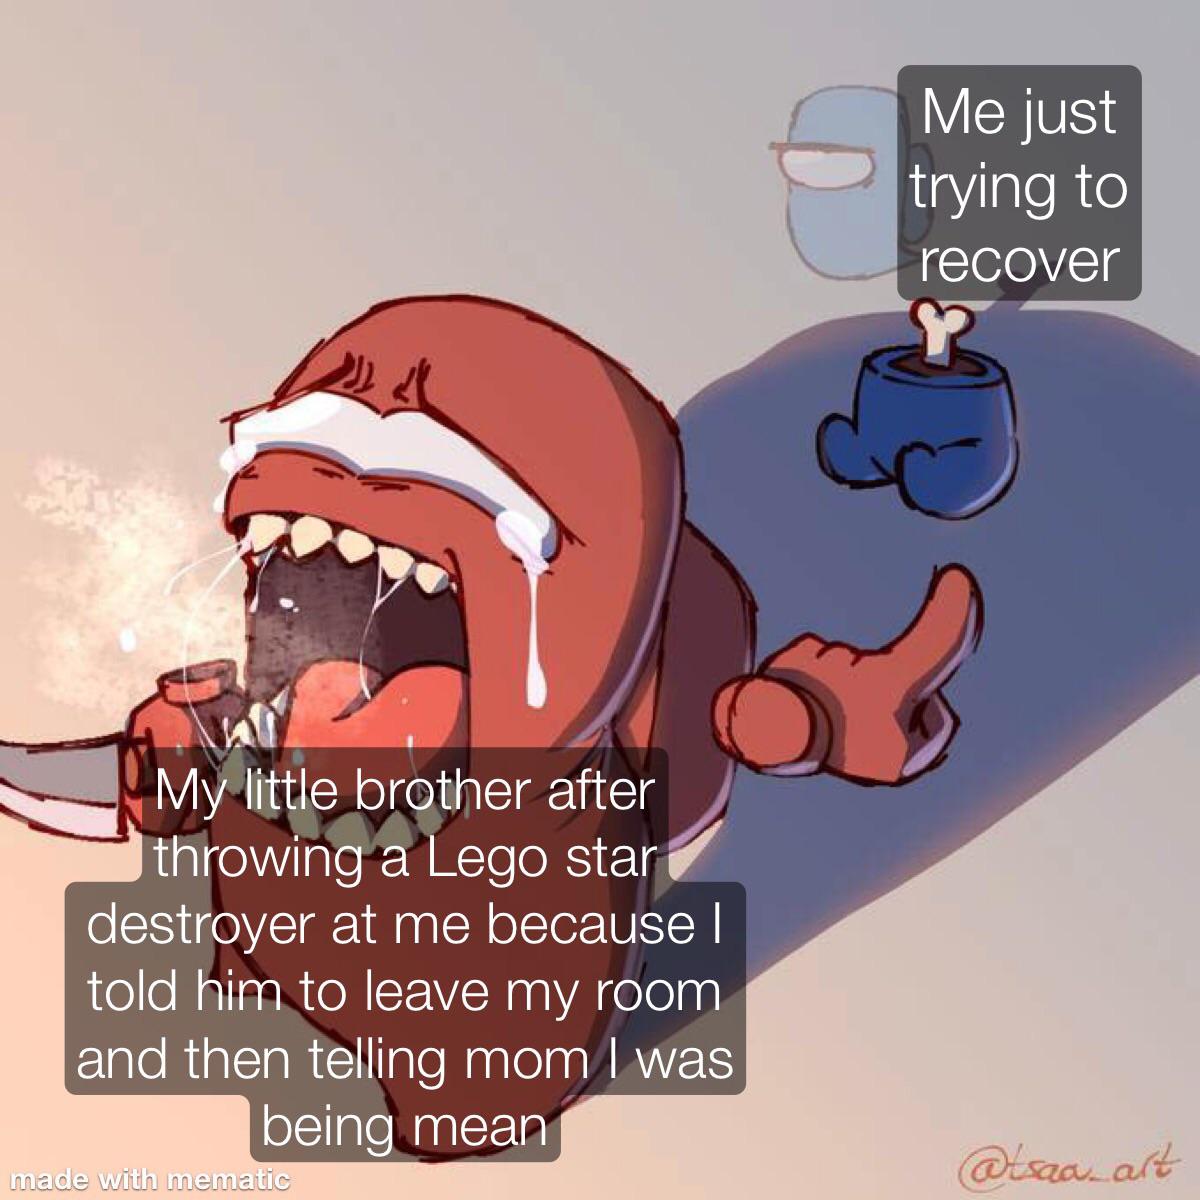 Me just
trying to
recover
My little brother after
throwing a Lego star
destroyer at me because I
told him to leave my room
and then telling mom I was
being mean
made with mematic
@tsaa_art